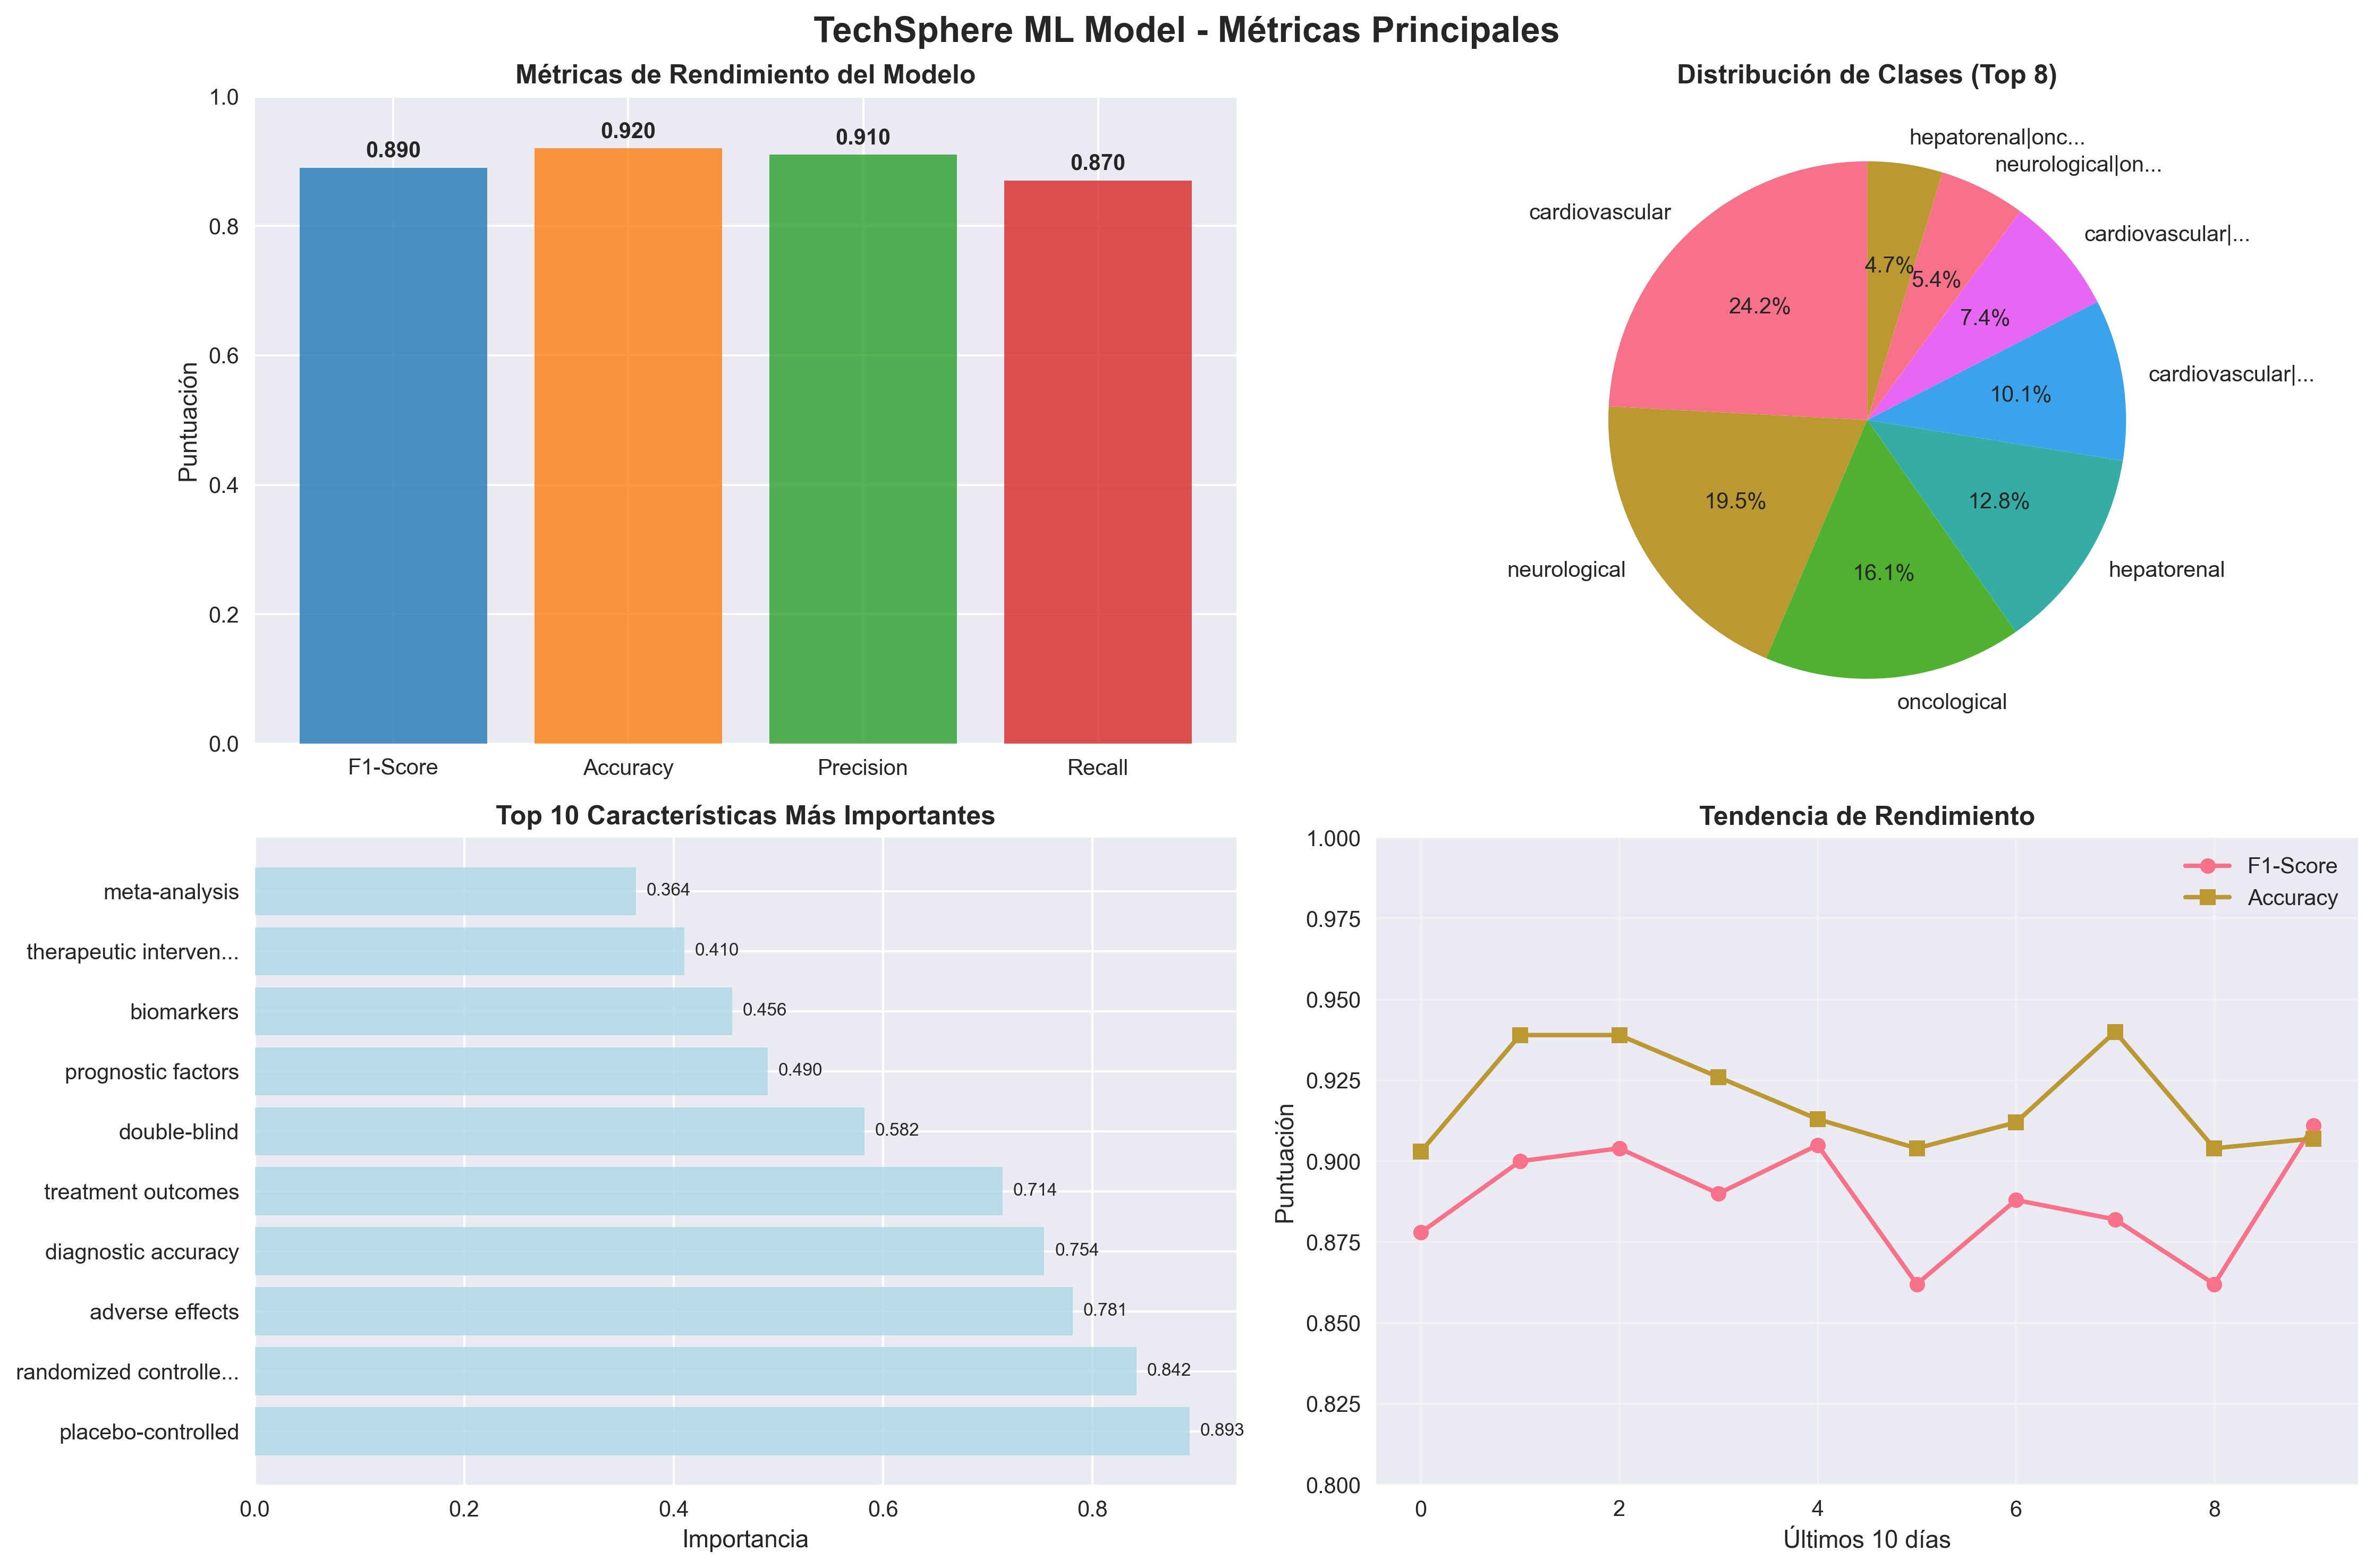 TechSphere ML Model - Métricas Principales
Métricas de Rendimiento del Modelo
Puntuación
1.0
0.8
0.6
0.4
0.2
0.0
0.890
0.920
0.910
0.870
F1-Score
Accuracy
Precision
Recall
Distribución de Clases (Top 8)
hepatorenal|onc...
neurological|on...
cardiovascular|...
cardiovascular|...
hepatorenal
oncological
neurological
cardiovascular
4.7%
5.4%
7.4%
10.1%
12.8%
16.1%
19.5%
24.2%
Top 10 Características Más Importantes
meta-analysis
0.364
therapeutic interven...
0.410
biomarkers
0.456
prognostic factors
0.490
double-blind
0.582
treatment outcomes
0.714
diagnostic accuracy
0.754
adverse effects
0.781
randomized controlle...
0.842
placebo-controlled
0.893
0.0
0.2
0.4
0.6
0.8
Importancia
Tendencia de Rendimiento
F1-Score
Accuracy
Puntuación
1.000
0.975
0.950
0.925
0.900
0.875
0.850
0.825
0.800
0
2
4
6
8
Últimos 10 días